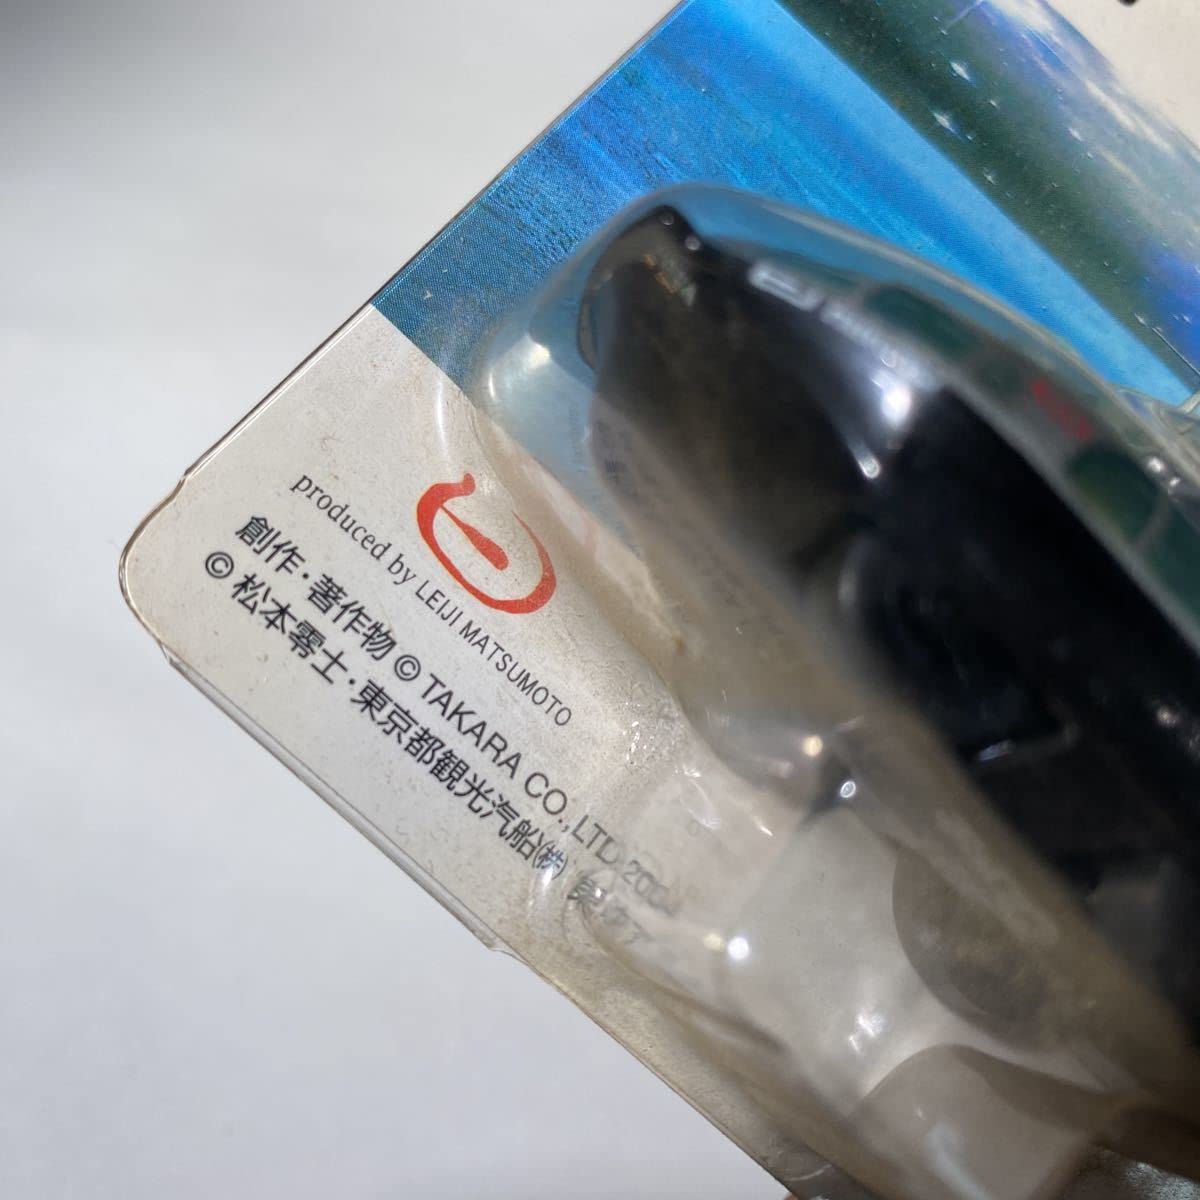 produced by LEIJI MATSUMOTO
創作・著作物 © TAKARA CO.,LTD 2004
© 松本零士・東京都観光汽船㈱